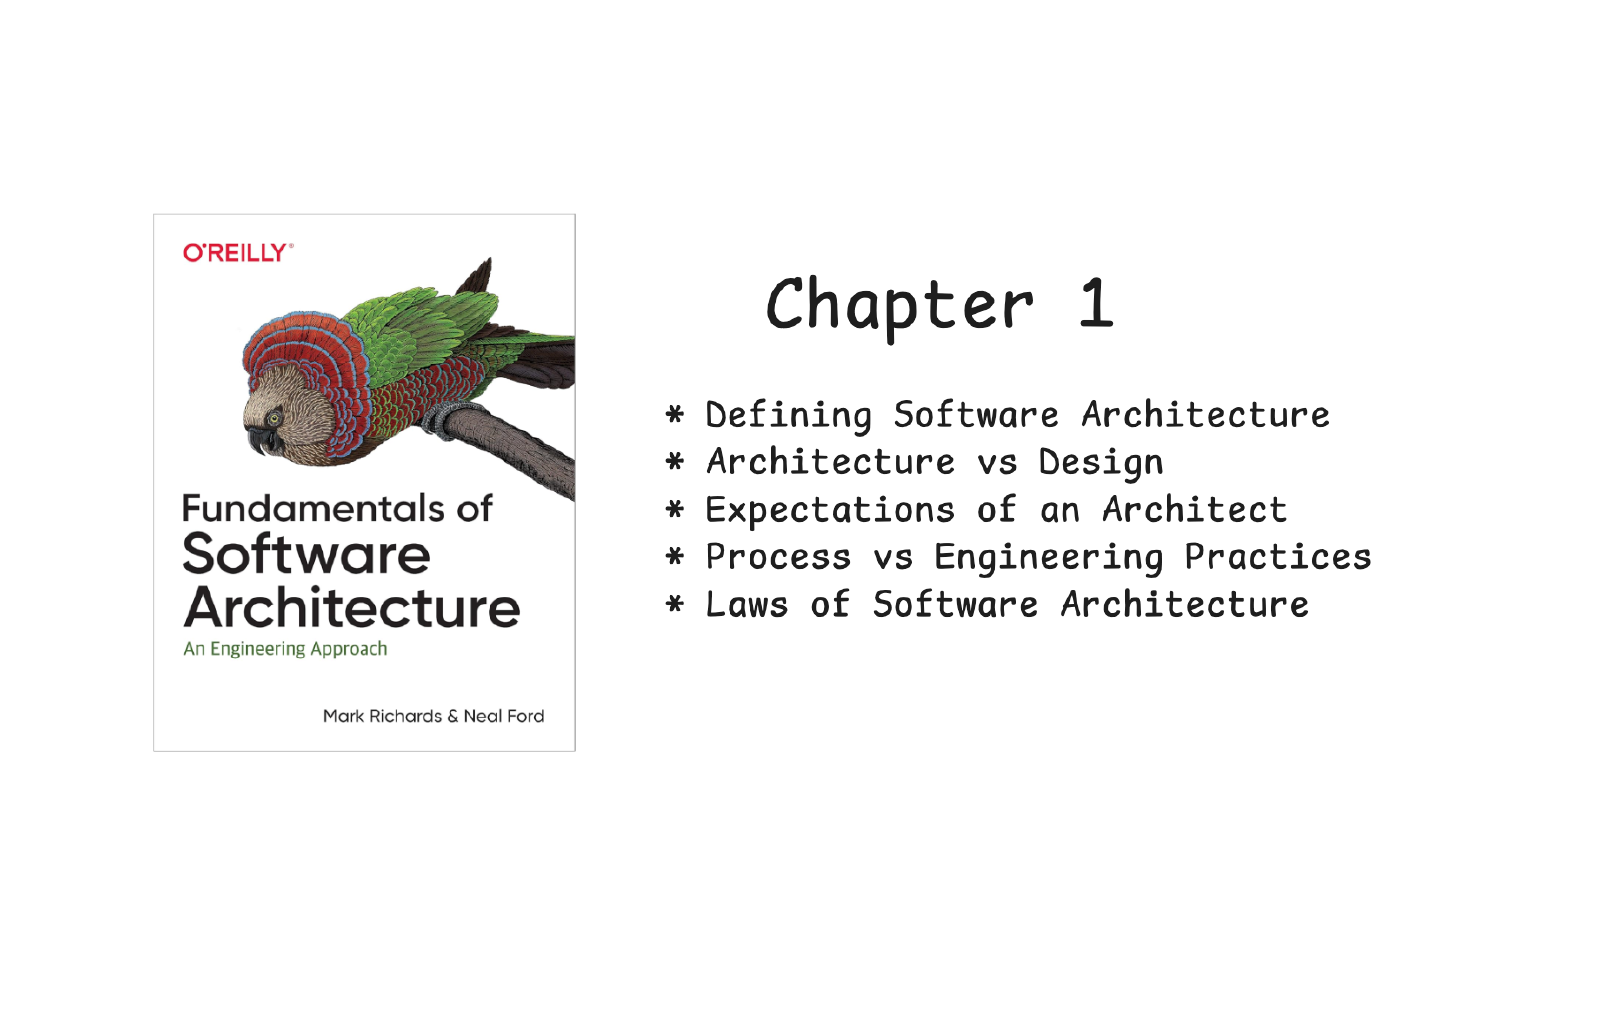 O'REILLY®
Fundamentals of
Software
Architecture
An Engineering Approach
Mark Richards & Neal Ford
Chapter 1
* Defining Software Architecture
* Architecture vs Design
* Expectations of an Architect
* Process vs Engineering Practices
* Laws of Software Architecture